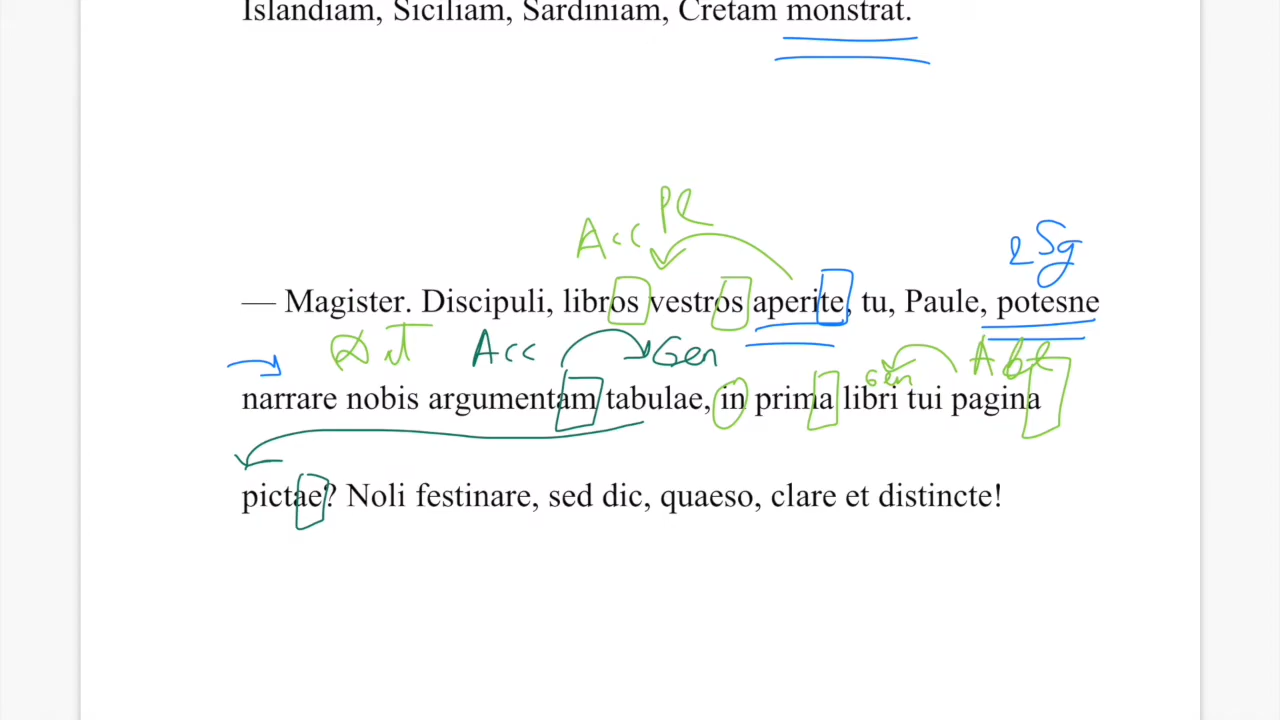 Islandiam, Siciliam, Sardiniam, Cretam monstrat.
Acc Pl
2 Sg
— Magister. Discipuli, libros vestros aperite, tu, Paule, potesne
Dat Acc Gen Gen Abl
narrare nobis argumentam tabulae, in prima libri tui pagina
pictae? Noli festinare, sed dic, quaeso, clare et distincte!